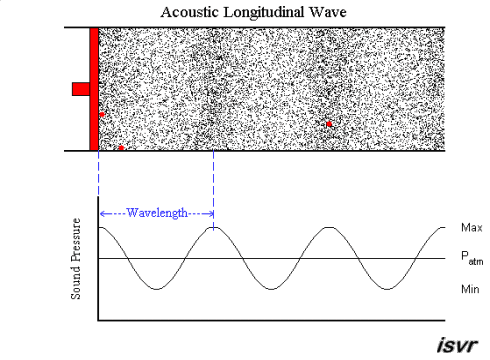 Acoustic Longitudinal Wave
Wavelength
Sound Pressure
Max
Patm
Min
isvr